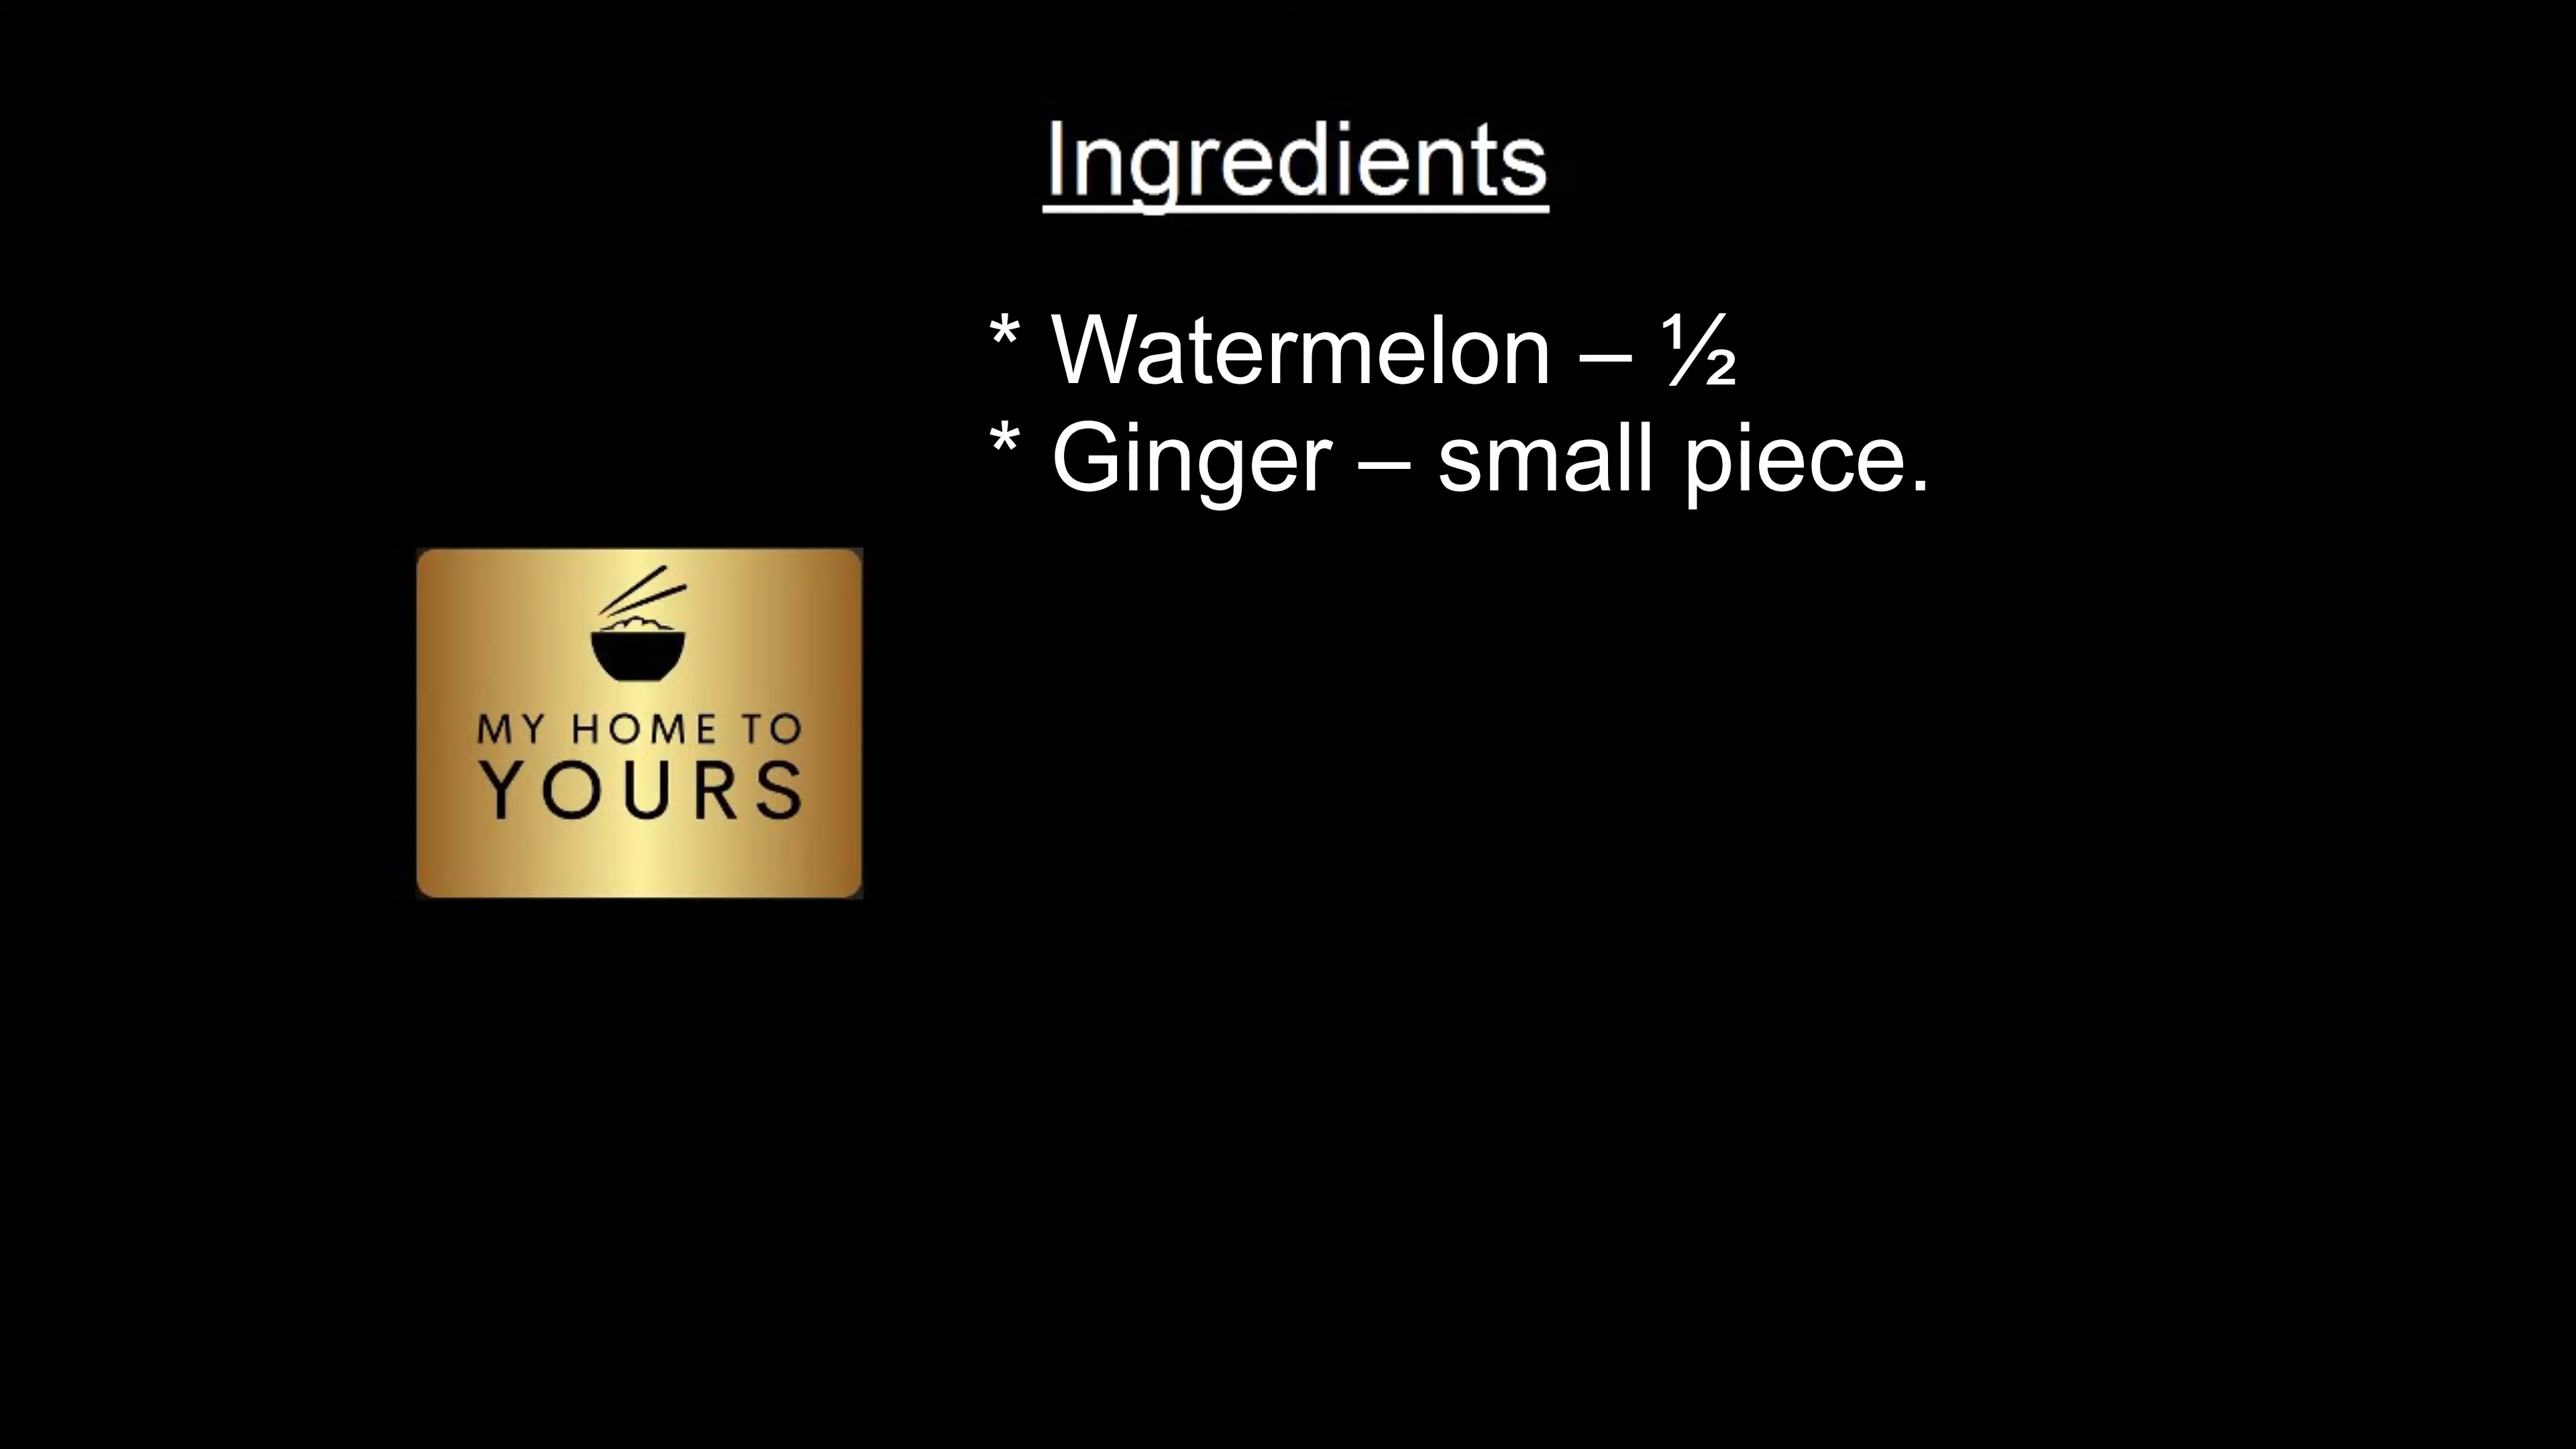 Ingredients
* Watermelon – ½
* Ginger – small piece.
MY HOME TO
YOURS